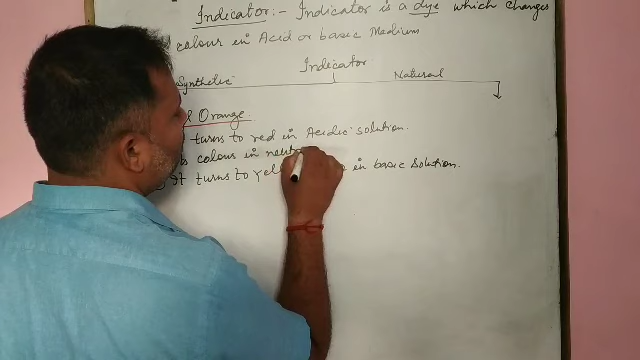 Indicator :- Indicator is a dye which changes
colour in Acid or basic Medium
Indicator
Synthetic Natural
Orange
turns to red in Acidic solution.
colour in neutr
It turns to yel in basic solution.